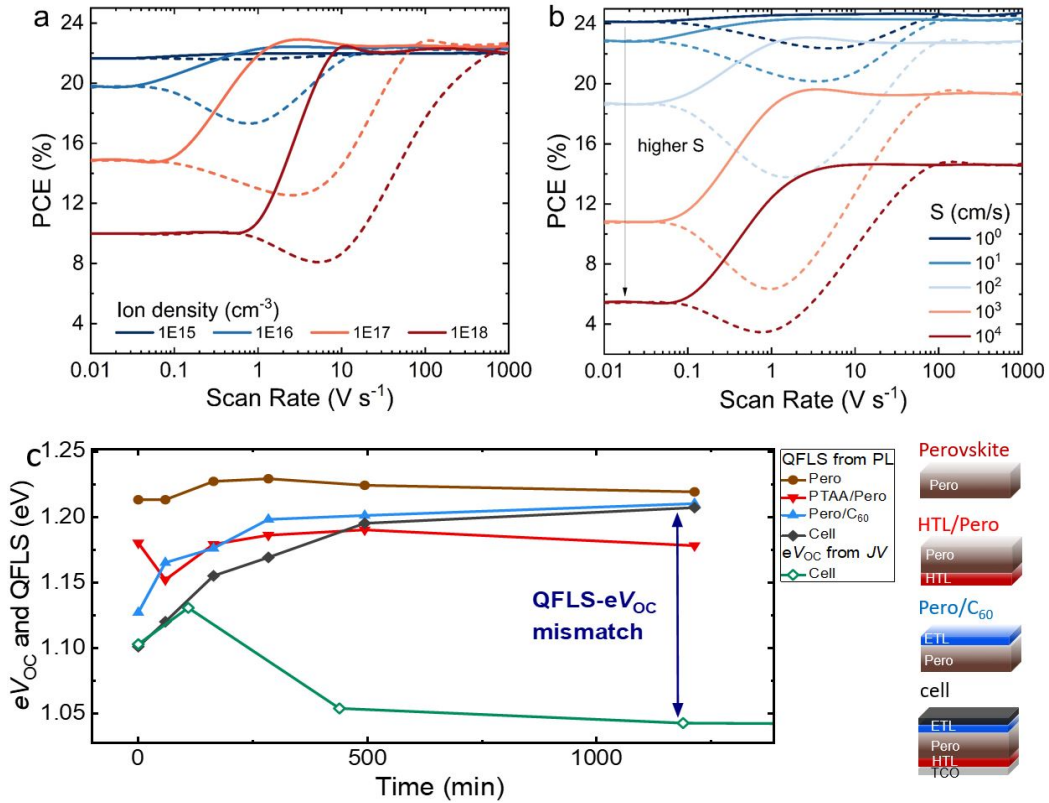 a
PCE (%)
24
20
16
12
8
4
0.01 0.1 1 10 100 1000
Scan Rate (V s⁻¹)
Ion density (cm⁻³)
1E15 1E16 1E17 1E18
b
PCE (%)
24
20
16
12
8
4
0.01 0.1 1 10 100 1000
Scan Rate (V s⁻¹)
higher S
S (cm/s)
10⁰
10¹
10²
10³
10⁴
c
eV_OC and QFLS (eV)
1.25
1.20
1.15
1.10
1.05
0 500 1000
Time (min)
QFLS-eV_OC
mismatch
QFLS from PL
Pero
PTAA/Pero
Pero/C₆₀
Cell
eV_OC from JV
Cell
Perovskite
Pero
HTL/Pero
Pero
HTL
Pero/C₆₀
ETL
Pero
cell
ETL
Pero
HTL
TCO